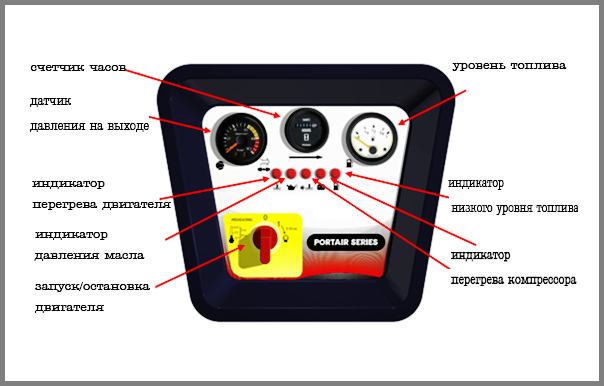 счетчик часов
уровень топлива
датчик
давления на выходе
индикатор
перегрева двигателя
индикатор
низкого уровня топлива
индикатор
давления масла
индикатор
перегрева компрессора
запуск/остановка
двигателя
PORTAIR SERIES